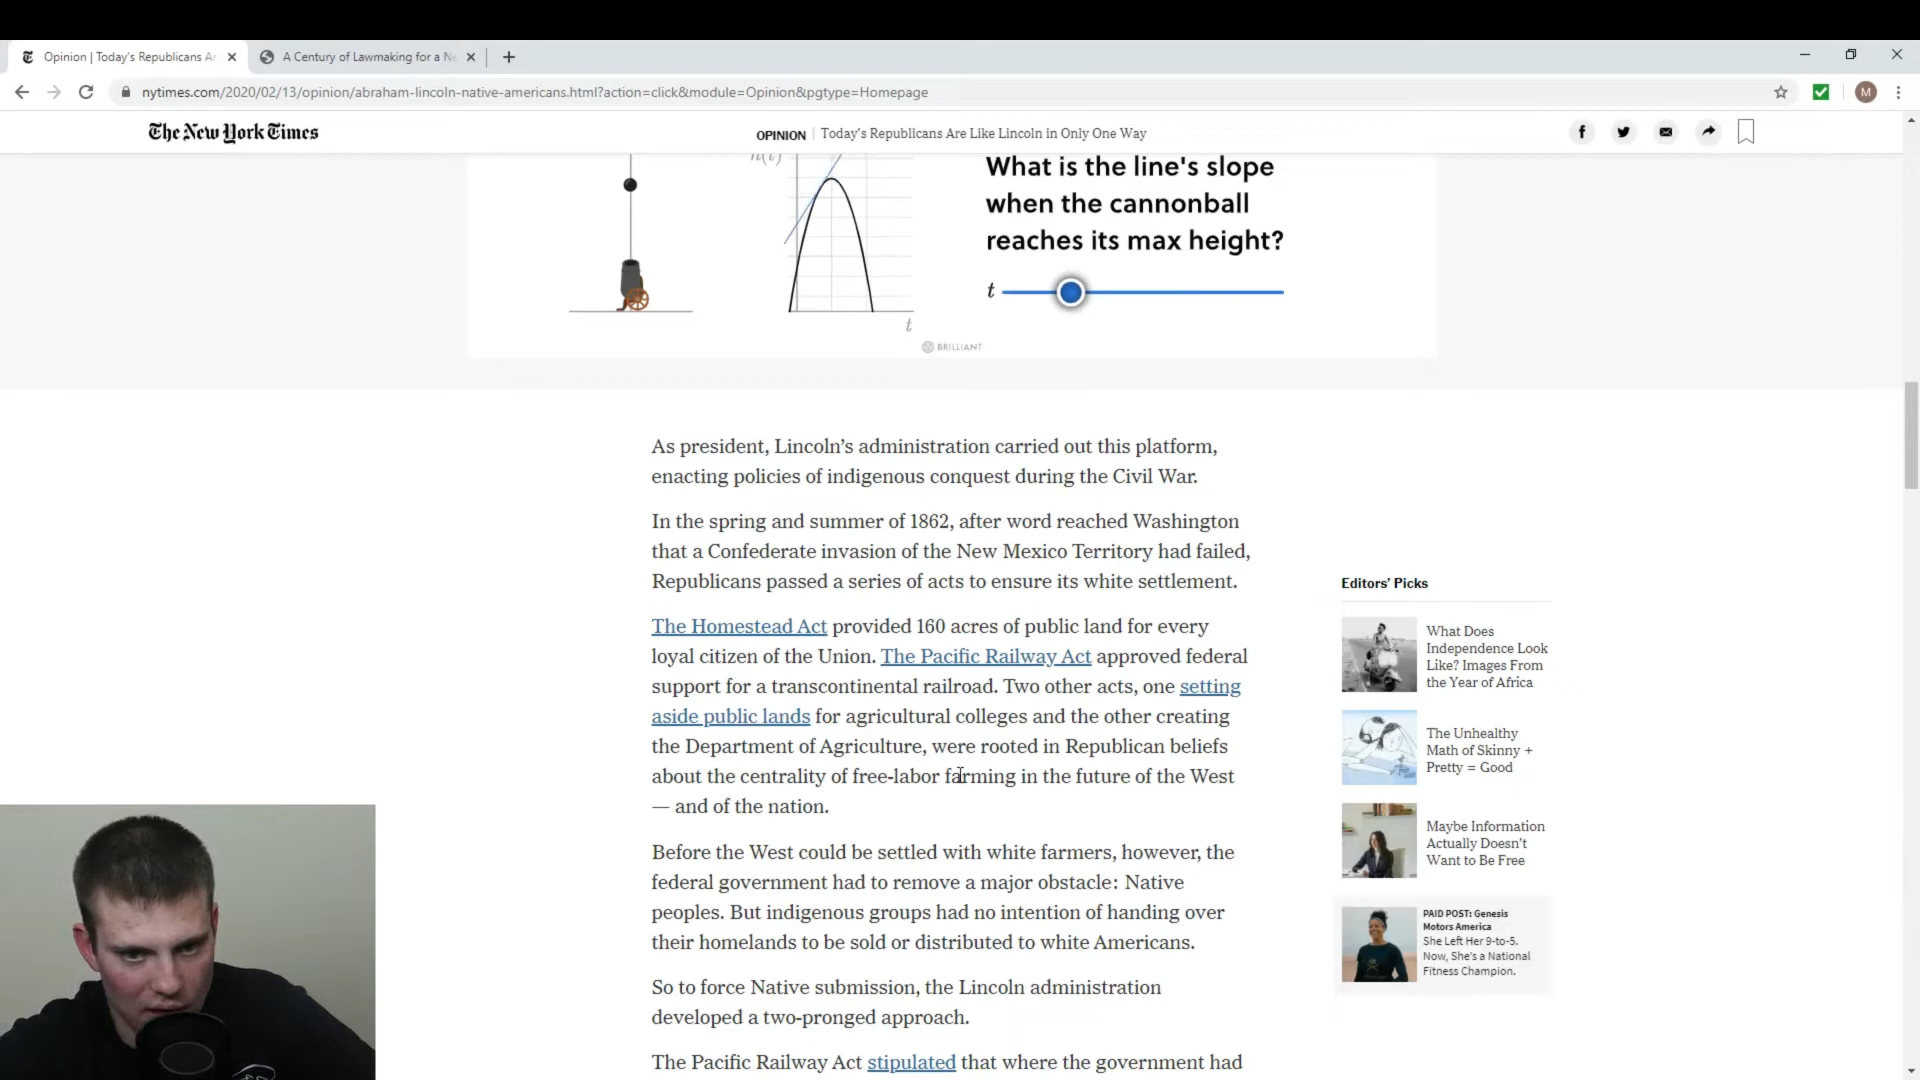 Opinion | Today's Republicans Ar
A Century of Lawmaking for a Ne
nytimes.com/2020/02/13/opinion/abraham-lincoln-native-americans.html?action=click&module=Opinion&pgtype=Homepage
M
The New York Times
OPINION | Today's Republicans Are Like Lincoln in Only One Way
h(t)
What is the line's slope
when the cannonball
reaches its max height?
t
t
BRILLIANT
As president, Lincoln's administration carried out this platform,
enacting policies of indigenous conquest during the Civil War.
In the spring and summer of 1862, after word reached Washington
that a Confederate invasion of the New Mexico Territory had failed,
Republicans passed a series of acts to ensure its white settlement.
The Homestead Act provided 160 acres of public land for every
loyal citizen of the Union. The Pacific Railway Act approved federal
support for a transcontinental railroad. Two other acts, one setting
aside public lands for agricultural colleges and the other creating
the Department of Agriculture, were rooted in Republican beliefs
about the centrality of free-labor farming in the future of the West
— and of the nation.
Before the West could be settled with white farmers, however, the
federal government had to remove a major obstacle: Native
peoples. But indigenous groups had no intention of handing over
their homelands to be sold or distributed to white Americans.
So to force Native submission, the Lincoln administration
developed a two-pronged approach.
The Pacific Railway Act stipulated that where the government had
Editors' Picks
What Does
Independence Look
Like? Images From
the Year of Africa
The Unhealthy
Math of Skinny +
Pretty = Good
Maybe Information
Actually Doesn't
Want to Be Free
PAID POST: Genesis
Motors America
She Left Her 9-to-5.
Now, She's a National
Fitness Champion.